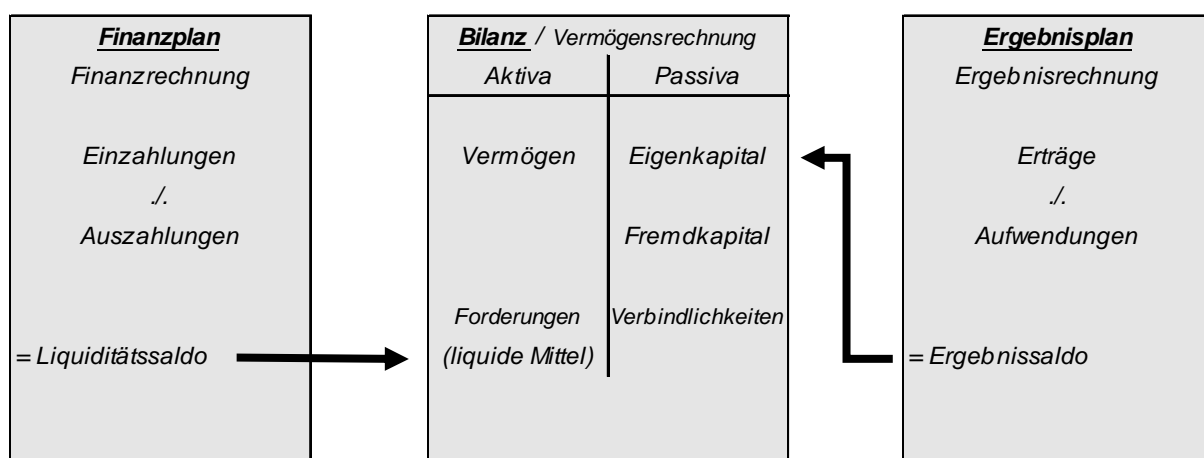 Finanzplan
Finanzrechnung
Einzahlungen
./.
Auszahlungen
= Liquiditätssaldo
Bilanz / Vermögensrechnung
Aktiva Passiva
Vermögen Eigenkapital
Fremdkapital
Forderungen Verbindlichkeiten
(liquide Mittel)
Ergebnisplan
Ergebnisrechnung
Erträge
./.
Aufwendungen
= Ergebnissaldo